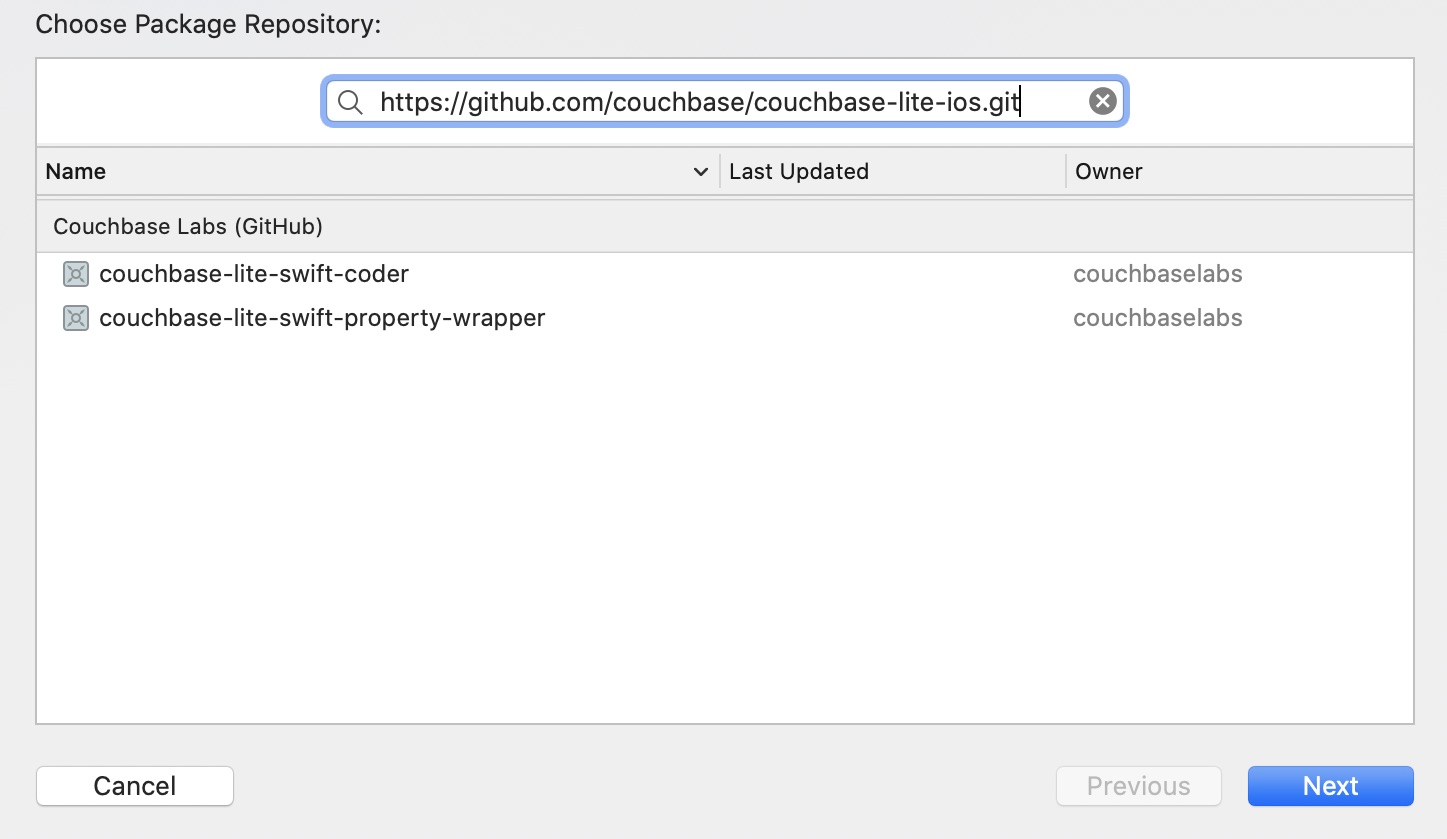 Choose Package Repository:
https://github.com/couchbase/couchbase-lite-ios.git
Name Last Updated Owner
Couchbase Labs (GitHub)
couchbase-lite-swift-coder couchbaselabs
couchbase-lite-swift-property-wrapper couchbaselabs
Cancel Previous Next